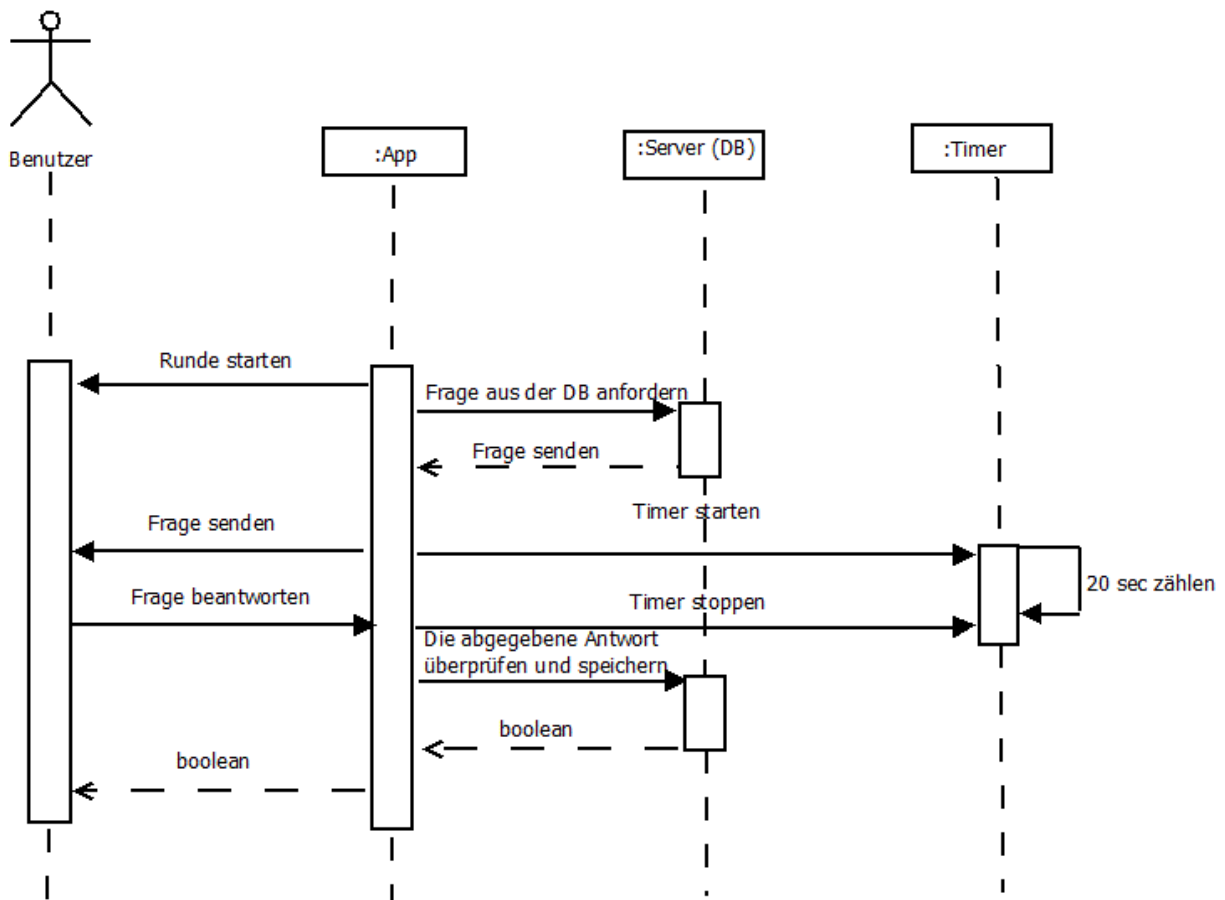 Benutzer
:App
:Server (DB)
:Timer
Runde starten
Frage aus der DB anfordern
Frage senden
Frage senden
Timer starten
20 sec zählen
Frage beantworten
Timer stoppen
Die abgegebene Antwort
überprüfen und speichern
boolean
boolean